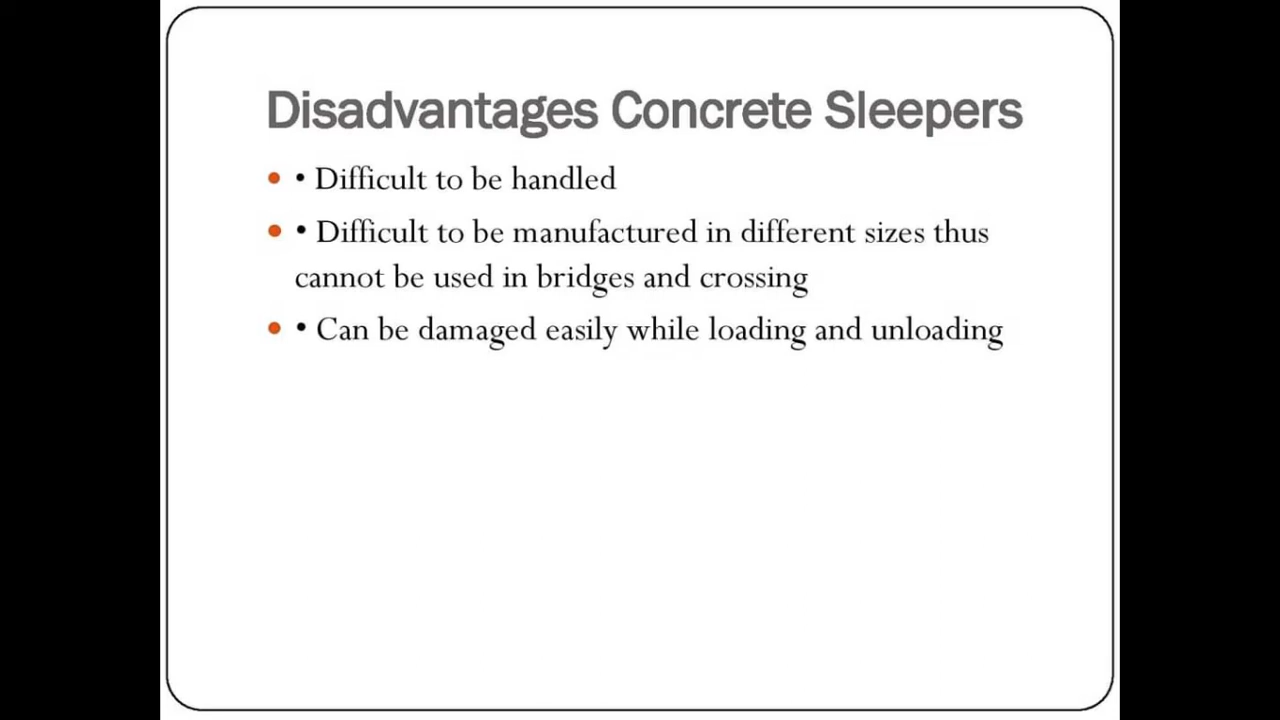 Disadvantages Concrete Sleepers
• • Difficult to be handled
• • Difficult to be manufactured in different sizes thus
cannot be used in bridges and crossing
• • Can be damaged easily while loading and unloading